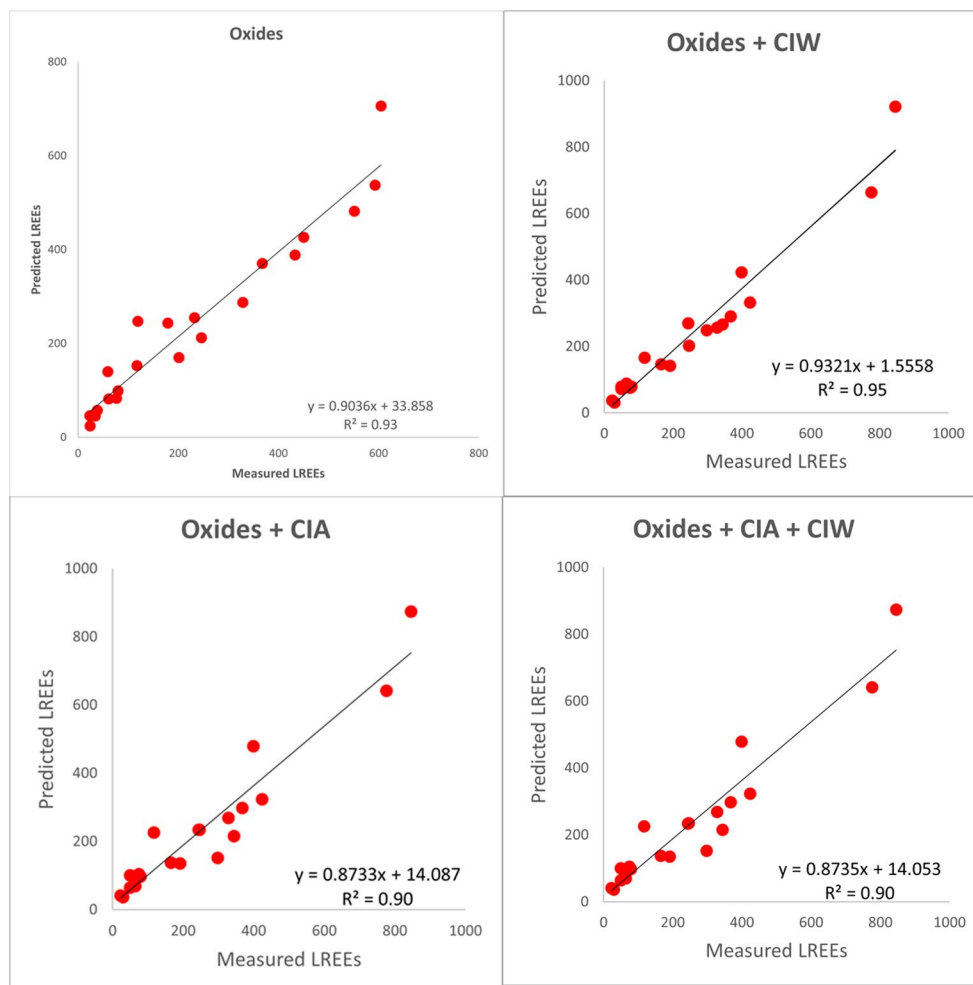 Oxides
800
600
400
200
0
0 200 400 600 800
Predicted LREEs
Measured LREEs
y = 0.9036x + 33.858
R² = 0.93
Oxides + CIW
1000
800
600
400
200
0
0 200 400 600 800 1000
Predicted LREEs
Measured LREEs
y = 0.9321x + 1.5558
R² = 0.95
Oxides + CIA
1000
800
600
400
200
0
0 200 400 600 800 1000
Predicted LREEs
Measured LREEs
y = 0.8733x + 14.087
R² = 0.90
Oxides + CIA + CIW
1000
800
600
400
200
0
0 200 400 600 800 1000
Predicted LREEs
Measured LREEs
y = 0.8735x + 14.053
R² = 0.90